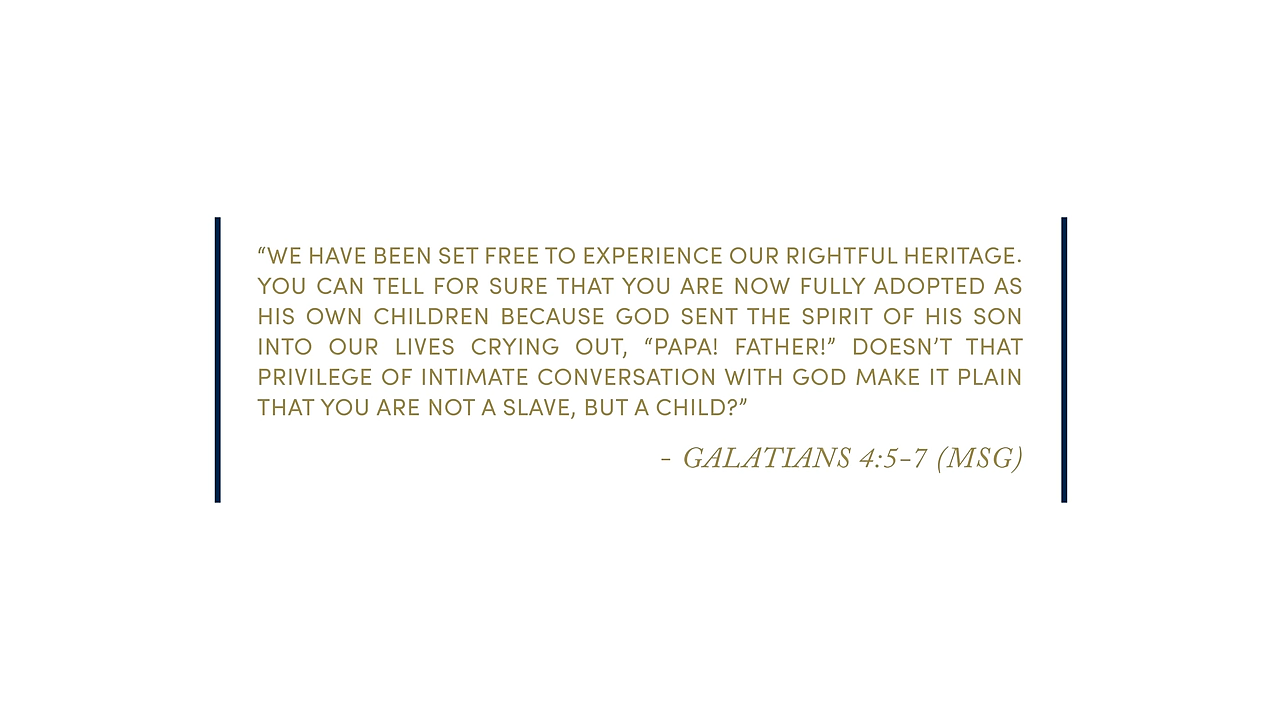 “WE HAVE BEEN SET FREE TO EXPERIENCE OUR RIGHTFUL HERITAGE.
YOU CAN TELL FOR SURE THAT YOU ARE NOW FULLY ADOPTED AS
HIS OWN CHILDREN BECAUSE GOD SENT THE SPIRIT OF HIS SON
INTO OUR LIVES CRYING OUT, “PAPA! FATHER!” DOESN’T THAT
PRIVILEGE OF INTIMATE CONVERSATION WITH GOD MAKE IT PLAIN
THAT YOU ARE NOT A SLAVE, BUT A CHILD?”
- GALATIANS 4:5-7 (MSG)